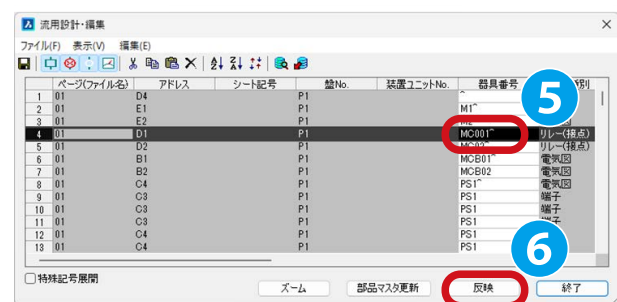 流用設計・編集
ファイル(F) 表示(V) 編集(E)
ページ(ファイル名) アドレス シート記号 盤No. 装置ユニットNo. 器具番号 別
1 01 D4 P1 ^
2 01 E1 P1 M1^
3 01 E2 P1
4 01 D1 P1 MC001^ リレー(接点)
5 01 D2 P1 リレー(接点)
6 01 B1 P1 MCB01^ 電気図
7 01 B2 P1 MCB02 電気図
8 01 C4 P1 PS1^ 電気図
9 01 C3 P1 PS1 端子
10 01 C3 P1 PS1 端子
11 01 C3 P1 PS1
12 01 C4 P1 PS1
13 01 C4 P1 PS1
5
6
特殊記号展開
ズーム 部品マスタ更新 反映 終了